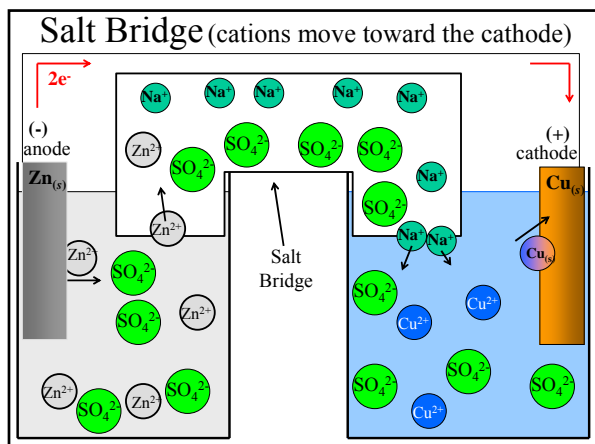 Salt Bridge (cations move toward the cathode)
2e⁻
Na⁺ Na⁺ Na⁺ Na⁺ Na⁺
(-)
anode
(+)
cathode
Zn²⁺
SO₄²⁻ SO₄²⁻ SO₄²⁻ SO₄²⁻
Zn(s)
Na⁺
Cu(s)
SO₄²⁻
Zn²⁺
Na⁺ Na⁺
Zn²⁺
Salt
Bridge
Cu(s)
SO₄²⁻
SO₄²⁻
Zn²⁺
Cu²⁺
Cu²⁺
SO₄²⁻
SO₄²⁻
SO₄²⁻
SO₄²⁻
SO₄²⁻
Zn²⁺
SO₄²⁻
Zn²⁺
Cu²⁺